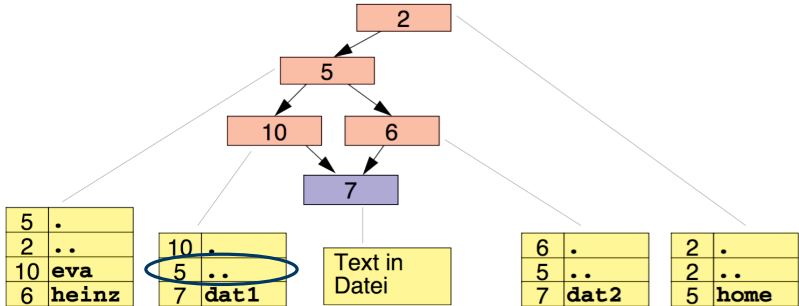 2
5
10
6
7
5 .
2 ..
10 eva
6 heinz
10 .
5 ..
7 dat1
Text in
Datei
6 .
5 ..
7 dat2
2 .
2 ..
5 home